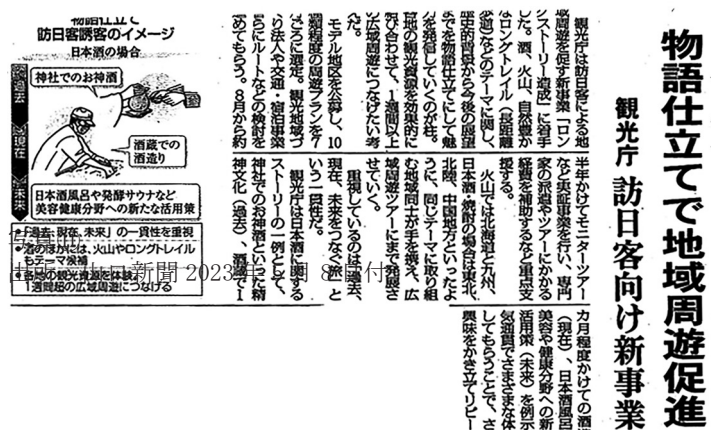 物語仕立てで地域周遊促進
観光庁 訪日客向け新事業
観光庁は訪日客による地
域周遊を促す新事業「ロン
グストーリー造成」に着手
した。酒、火山、自然豊か
なロングトレイル(長距離
歩道)などのテーマに関し、
歴史的背景から今後の展望
までを物語仕立てにして魅
力を発信していくのが柱。
各地の観光資源を効果的に
組み合わせて、1週間以上
の広域周遊につなげたい考
えだ。
モデル地区を公募し、10
週間程度の周遊プランを7
ごろに選定。観光地域づ
り法人や交通・宿泊事業
らにルートなどの検討を
めてもらう。8月から約
半年かけてモニターツアー
など実証事業を行い、専門
家の派遣やツアーにかかる
経費を補助するなど重点支
援する。
火山では北海道と九州、
日本酒・焼酎の場合は東北、
北陸、中国地方といったよ
うに、同じテーマに取り組
む地域同士が手を携え、広
域周遊ツアーにまで発展さ
せていく。
重視しているのは「過去、
現在、未来をつなぐ旅」と
いう一貫性だ。
観光庁は日本酒に関する
ストーリーの一例として、
神社でのお神酒といった精
神文化(過去)、酒蔵で1
カ月程度かけての酒
(現在)、日本酒風呂
美容や健康分野への新
活用策(未来)を例示
気通貫でさまざまな体
してもらうことで、さ
興味をかき立てリピー
物語仕立て
訪日客誘客のイメージ
日本酒の場合
過去
神社でのお神酒
現在
酒蔵での
酒造り
未来
日本酒風呂や発酵サウナなど
美容健康分野への新たな活用策
●「過去、現在、未来」の一貫性を重視
●酒のほかには、火山やロングトレイル
もテーマ候補
●各地の観光資源を体験し
1週間超の広域周遊につなげる
新聞 2023年